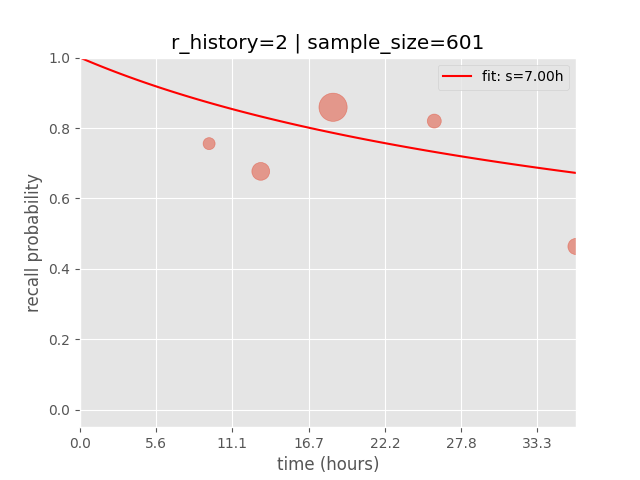 r_history=2 | sample_size=601
fit: s=7.00h
1.0
0.8
0.6
0.4
0.2
0.0
recall probability
0.0 5.6 11.1 16.7 22.2 27.8 33.3
time (hours)